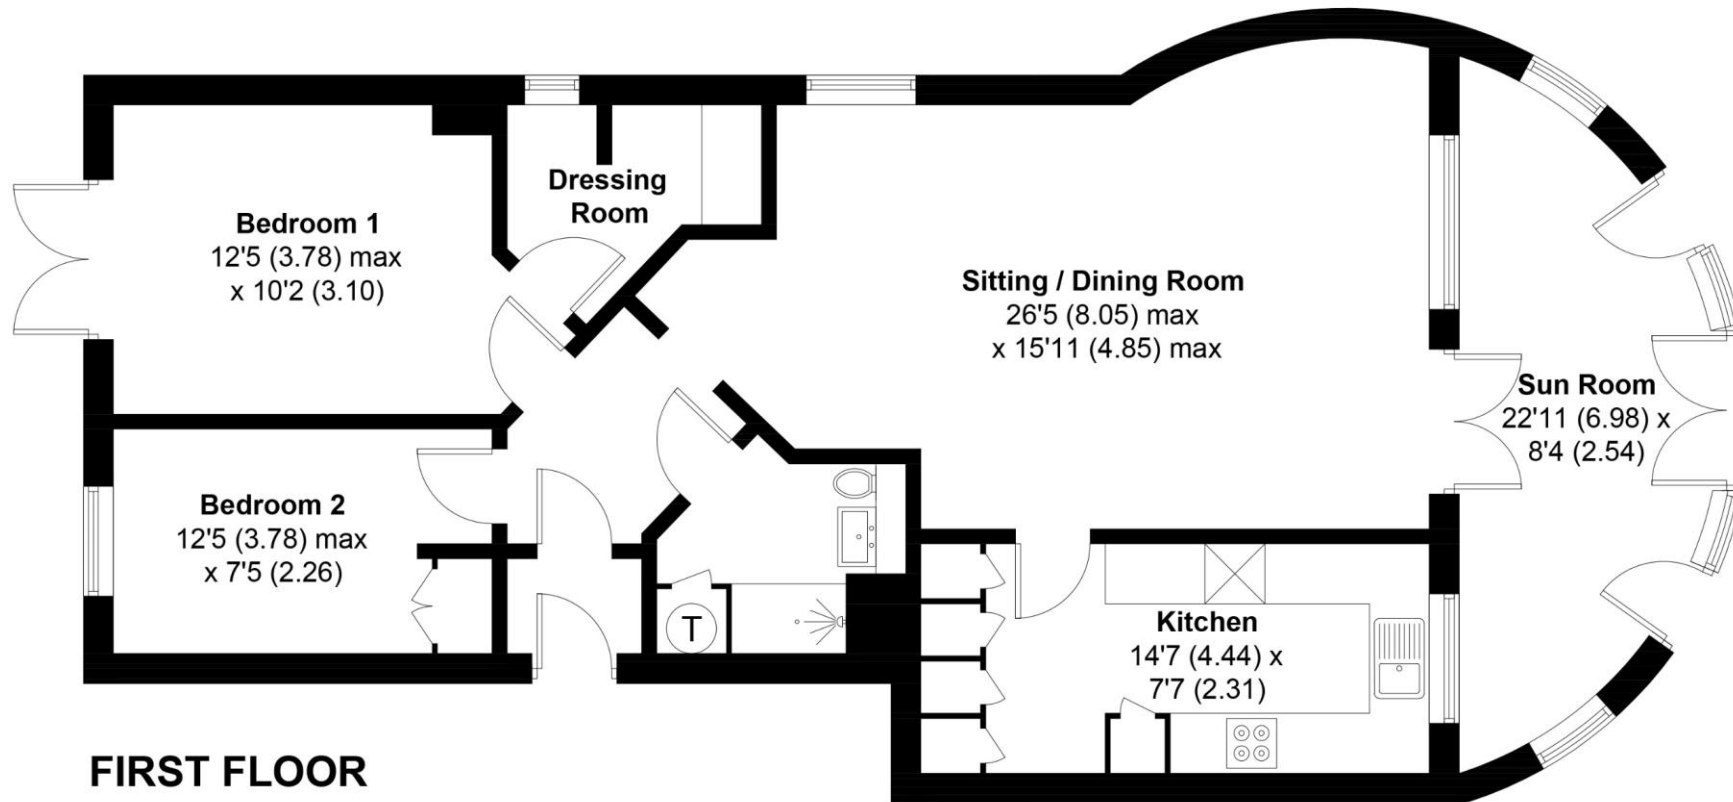 Dressing
Room
Bedroom 1
12'5 (3.78) max
x 10'2 (3.10)
Sitting / Dining Room
26'5 (8.05) max
x 15'11 (4.85) max
Sun Room
22'11 (6.98) x
8'4 (2.54)
Bedroom 2
12'5 (3.78) max
x 7'5 (2.26)
T
Kitchen
14'7 (4.44) x
7'7 (2.31)
FIRST FLOOR